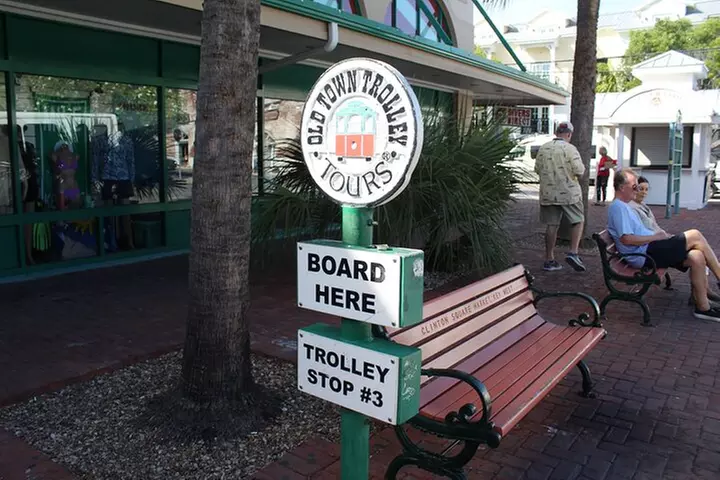 OLD TOWN TROLLEY
TOURS®
BOARD
HERE
TROLLEY
STOP #3
CLINTON SQUARE MARKET, KEY WEST